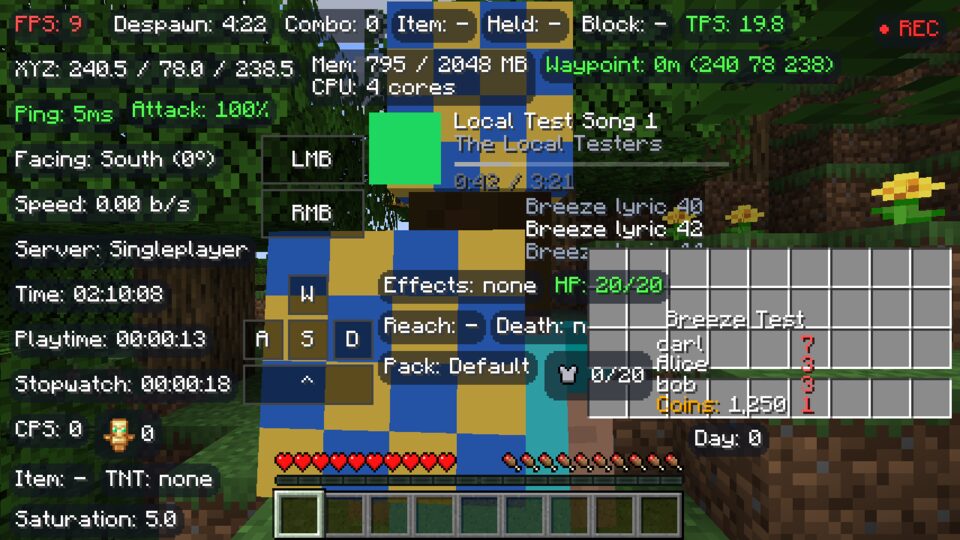 FPS: 9 Despawn: 4:22 Combo: 0 Item: - Held: - Block: - TPS: 19.8 REC
XYZ: 240.5 / 78.0 / 238.5 Mem: 795 / 2048 MB Waypoint: 0m (240 78 238)
CPU: 4 cores
Ping: 5ms Attack: 100%
Local Test Song 1
The Local Testers
0:42 / 3:21
Facing: South (0°) LMB
Speed: 0.00 b/s RMB
Breeze lyric 40
Breeze lyric 42
Breeze
Server: Singleplayer
Effects: none HP: 20/20
Time: 02:10:08 W
Reach: - Death: n
Playtime: 00:00:13 A S D
Pack: Default 0/20
Stopwatch: 00:00:18 ^
Breeze Test
darl 7
Alice 3
bob 3
Coins: 1,250 1
CPS: 0 0
Day: 0
Item: - TNT: none
Saturation: 5.0